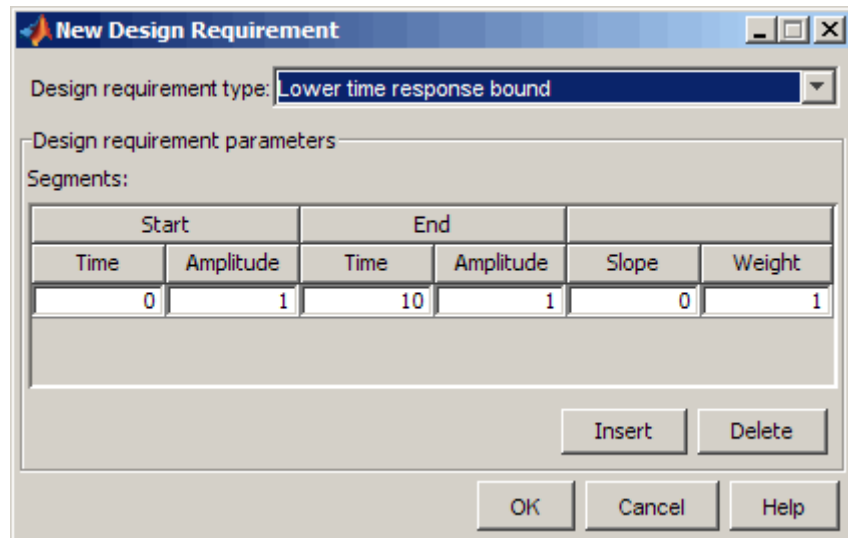 New Design Requirement
Design requirement type: Lower time response bound
Design requirement parameters
Segments:
Start End
Time Amplitude Time Amplitude Slope Weight
0 1 10 1 0 1
Insert Delete
OK Cancel Help